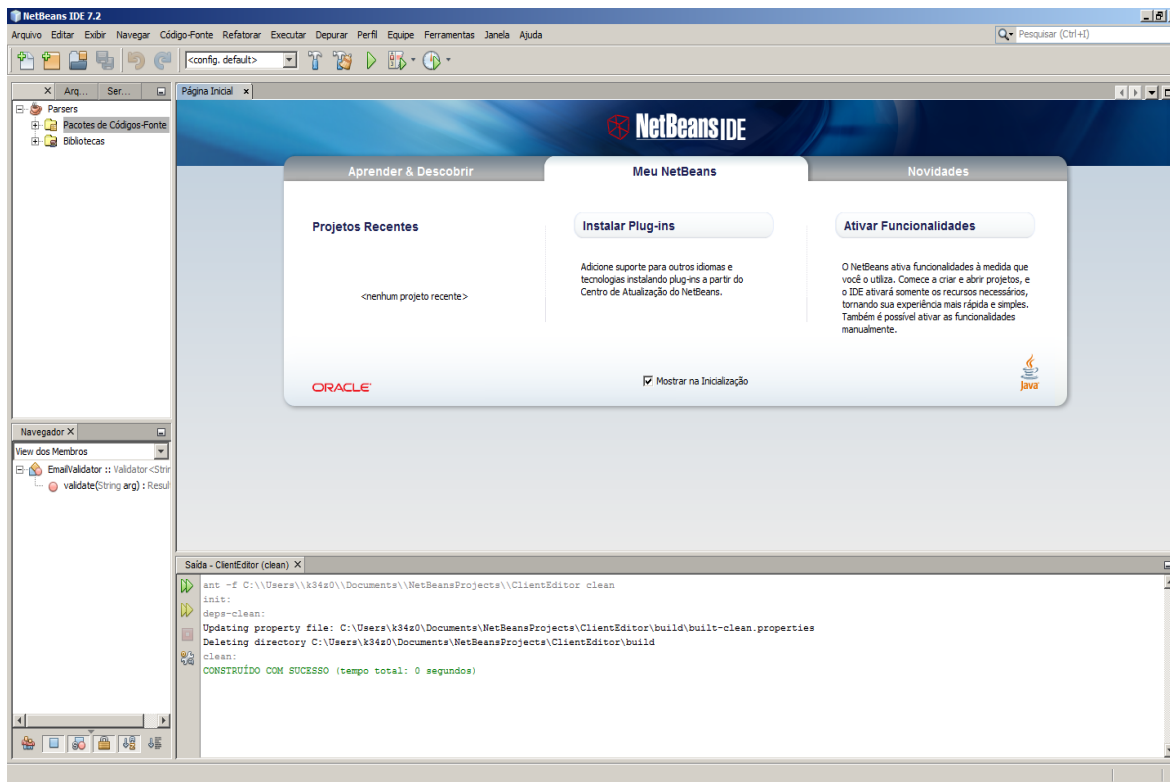 NetBeans IDE 7.2
Arquivo Editar Exibir Navegar Código-Fonte Refatorar Executar Depurar Perfil Equipe Ferramentas Janela Ajuda
Pesquisar (Ctrl+I)
<config. default>
Arq... Ser...
Página Inicial
Parsers
Pacotes de Códigos-Fonte
Bibliotecas
NetBeans IDE
Aprender & Descobrir
Meu NetBeans
Novidades
Projetos Recentes
<nenhum projeto recente>
Instalar Plug-ins
Adicione suporte para outros idiomas e
tecnologias instalando plug-ins a partir do
Centro de Atualização do NetBeans.
Ativar Funcionalidades
O NetBeans ativa funcionalidades à medida que
você o utiliza. Comece a criar e abrir projetos, e
o IDE ativará somente os recursos necessários,
tornando sua experiência mais rápida e simples.
Também é possível ativar as funcionalidades
manualmente.
ORACLE
Mostrar na Inicialização
Java
Navegador
View dos Membros
EmailValidator :: Validator<Strin
validate(String arg) : Resul
Saída - ClientEditor (clean)
ant -f C:\\Users\\k34z0\\Documents\\NetBeansProjects\\ClientEditor clean
init:
deps-clean:
Updating property file: C:\Users\k34z0\Documents\NetBeansProjects\ClientEditor\build\built-clean.properties
Deleting directory C:\Users\k34z0\Documents\NetBeansProjects\ClientEditor\build
clean:
CONSTRUÍDO COM SUCESSO (tempo total: 0 segundos)